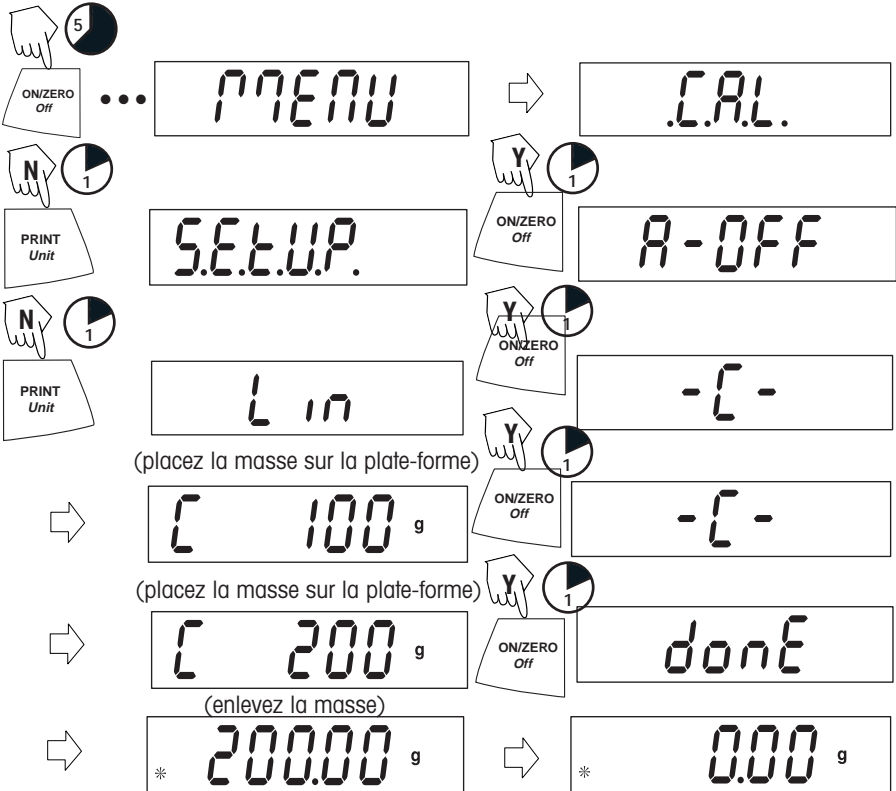 5
ON/ZERO
Off
MENU
.C.A.L.
N
1
PRINT
Unit
S.E.t.U.P.
Y
1
ON/ZERO
Off
A-OFF
N
1
PRINT
Unit
L in
Y
1
ON/ZERO
Off
-C-
(placez la masse sur la plate-forme)
C 100 g
Y
1
ON/ZERO
Off
-C-
(placez la masse sur la plate-forme)
C 200 g
Y
1
ON/ZERO
Off
donE
(enlevez la masse)
* 200.00 g
* 0.00 g